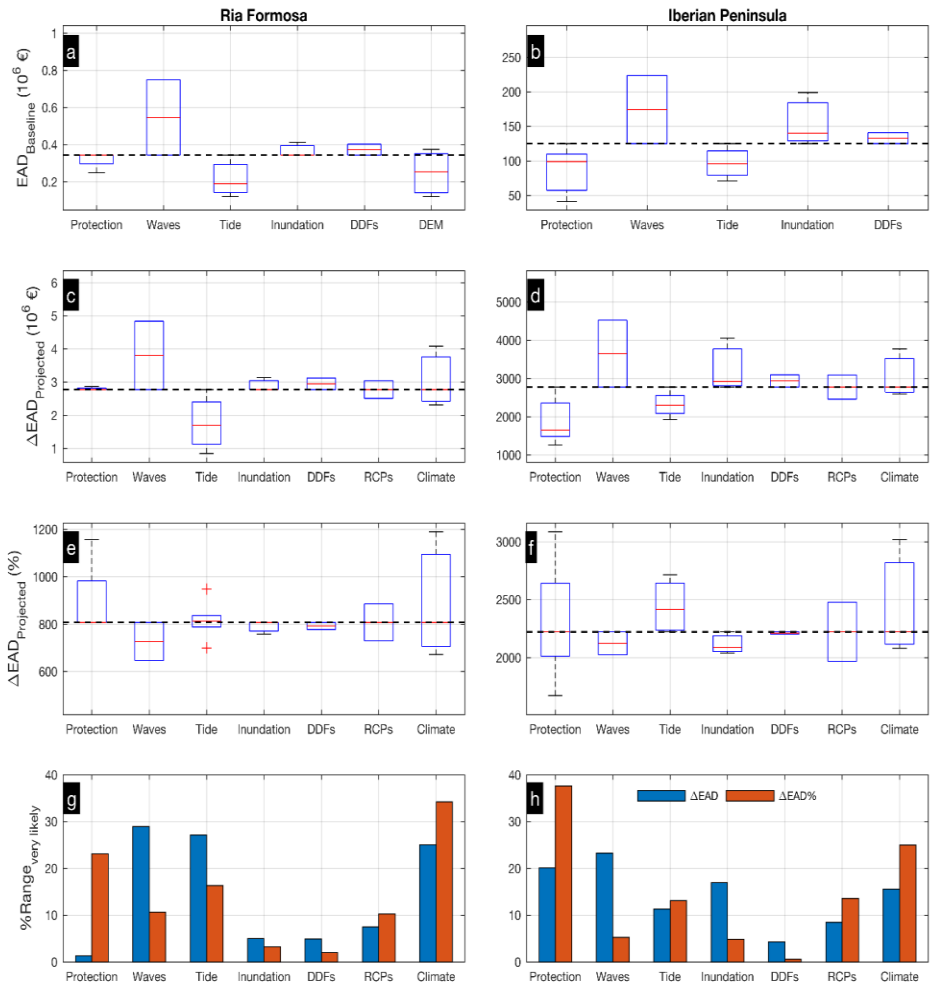 Ria Formosa
Iberian Peninsula
a
EAD_Baseline (10^6 €)
1
0.8
0.6
0.4
0.2
Protection Waves Tide Inundation DDFs DEM
b
250
200
150
100
50
Protection Waves Tide Inundation DDFs
c
ΔEAD_Projected (10^6 €)
6
5
4
3
2
1
Protection Waves Tide Inundation DDFs RCPs Climate
d
5000
4000
3000
2000
1000
Protection Waves Tide Inundation DDFs RCPs Climate
e
ΔEAD_Projected (%)
1200
1000
800
600
Protection Waves Tide Inundation DDFs RCPs Climate
f
3000
2500
2000
Protection Waves Tide Inundation DDFs RCPs Climate
g
%Range_very likely
40
30
20
10
0
Protection Waves Tide Inundation DDFs RCPs Climate
h
ΔEAD ΔEAD%
40
30
20
10
0
Protection Waves Tide Inundation DDFs RCPs Climate